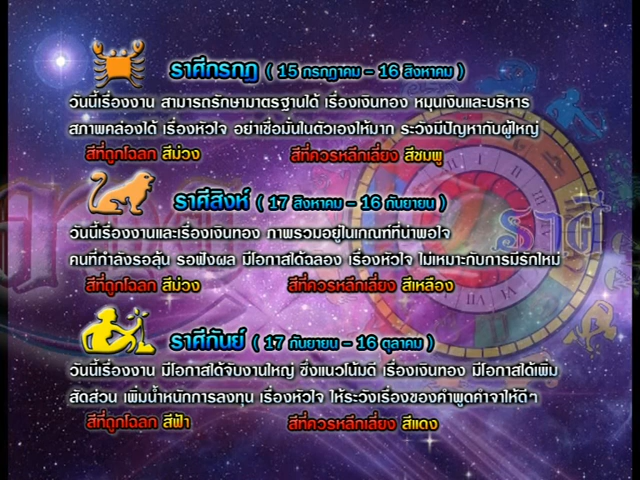 ราศีกรกฎ ( 15 กรกฎาคม - 16 สิงหาคม )
วันนี้เรื่องงาน สามารถรักษามาตรฐานได้ เรื่องเงินทอง หมุนเงินและบริหาร
สภาพคล่องได้ เรื่องหัวใจ อย่าเชื่อมั่นในตัวเองให้มาก ระวังมีปัญหากับผู้ใหญ่
สีที่ถูกโฉลก สีม่วง สีที่ควรหลีกเลี่ยง สีชมพู
ราศีสิงห์ ( 17 สิงหาคม - 16 กันยายน )
วันนี้เรื่องงานและเรื่องเงินทอง ภาพรวมอยู่ในเกณฑ์ที่น่าพอใจ
คนที่กำลังรอลุ้น รอฟังผล มีโอกาสได้ฉลอง เรื่องหัวใจ ไม่เหมาะกับการมีรักใหม่
สีที่ถูกโฉลก สีม่วง สีที่ควรหลีกเลี่ยง สีเหลือง
ราศี
ราศีกันย์ ( 17 กันยายน - 16 ตุลาคม )
วันนี้เรื่องงาน มีโอกาสได้จับงานใหญ่ ซึ่งแนวโน้มดี เรื่องเงินทอง มีโอกาสได้เพิ่ม
สัดส่วน เพิ่มน้ำหนักการลงทุน เรื่องหัวใจ ให้ระวังเรื่องของคำพูดคำจาให้ดีๆ
สีที่ถูกโฉลก สีฟ้า สีที่ควรหลีกเลี่ยง สีแดง